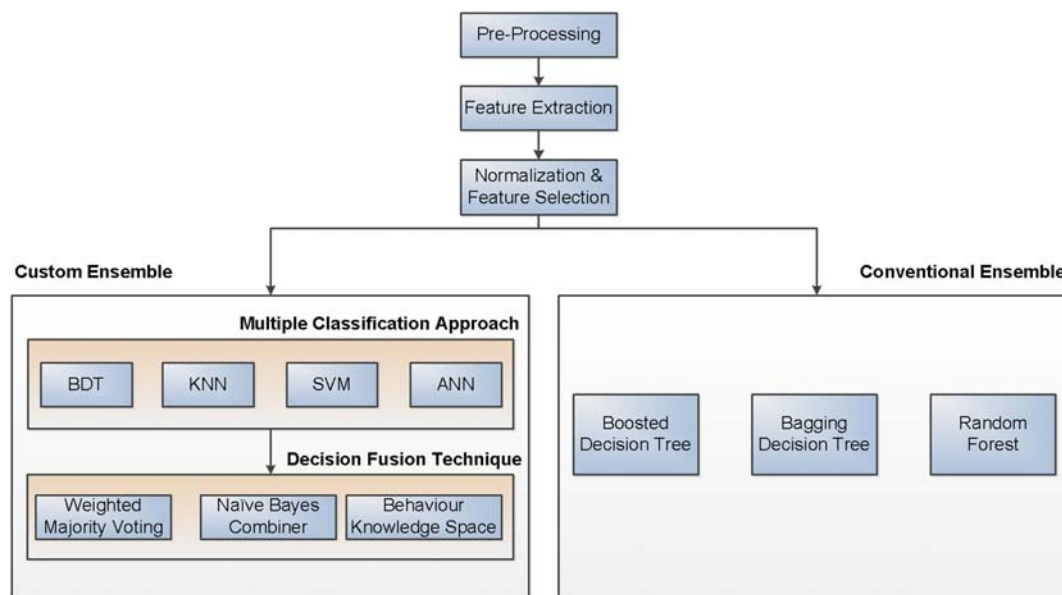 Pre-Processing
Feature Extraction
Normalization &
Feature Selection
Custom Ensemble
Conventional Ensemble
Multiple Classification Approach
BDT
KNN
SVM
ANN
Decision Fusion Technique
Weighted
Majority Voting
Naïve Bayes
Combiner
Behaviour
Knowledge Space
Boosted
Decision Tree
Bagging
Decision Tree
Random
Forest